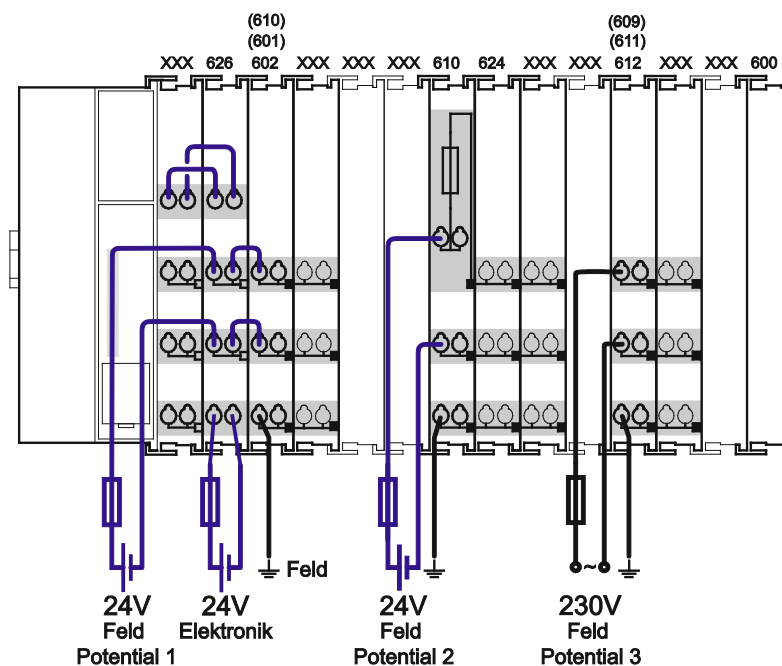 (610)
(601)
(609)
(611)
XXX 626 602 XXX XXX XXX 610 624 XXX XXX 612 XXX XXX 600
Feld
24V
Feld
Potential 1
24V
Elektronik
24V
Feld
Potential 2
230V
Feld
Potential 3
~